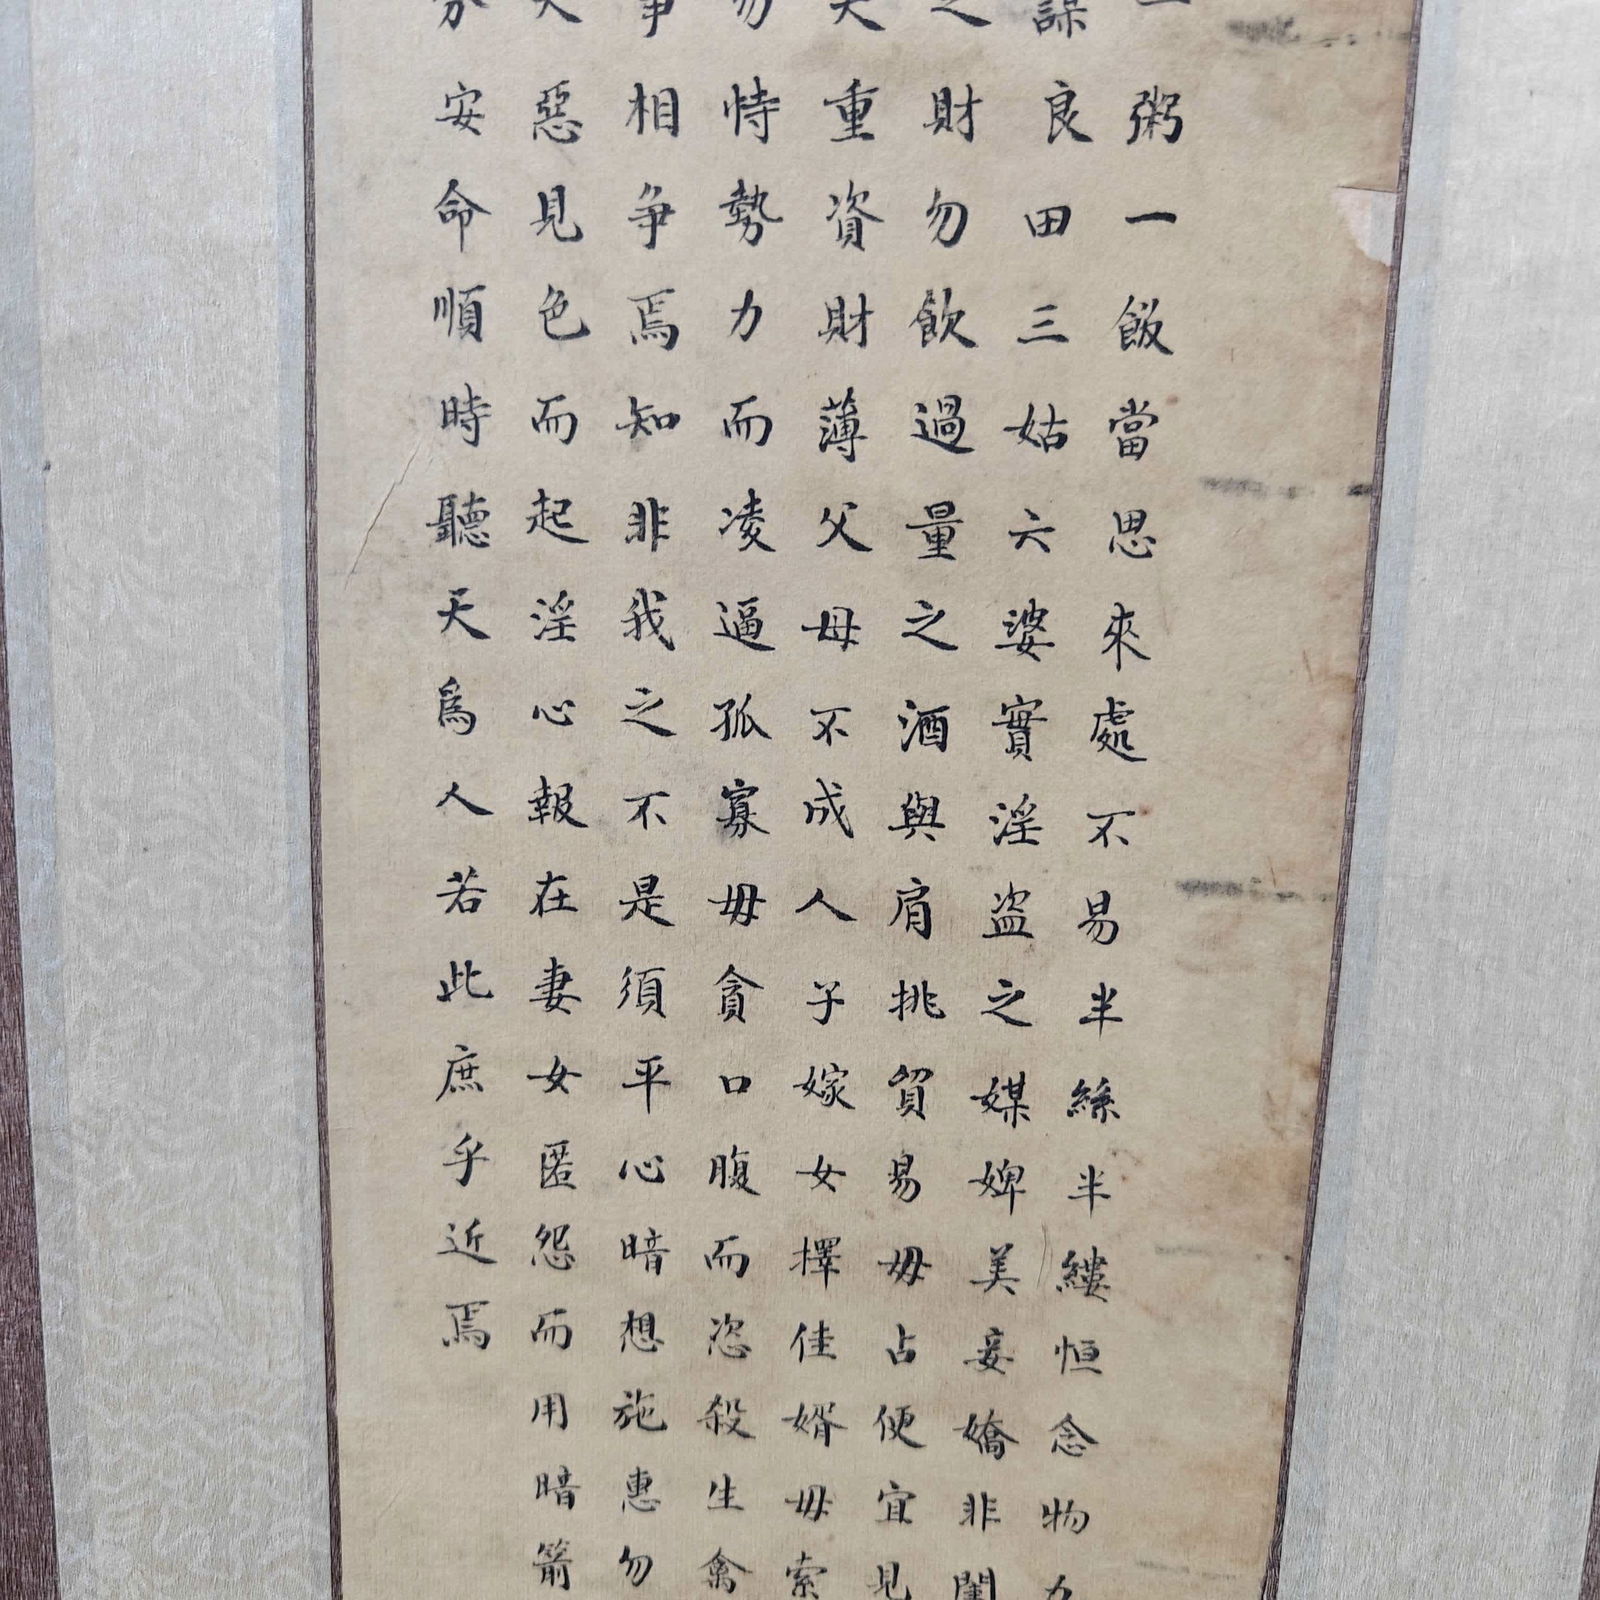 一粥一飯當思來處不易半絲半縷恒念物力
謀良田三姑六婆實淫盗之媒婢美妾嬌非閨
之財勿飲過量之酒與肩挑貿易毋占便宜見
重資財薄父母不成人子嫁女擇佳婿毋索
勿恃勢力而凌逼孤寡毋貪口腹而恣殺生禽
爭相爭焉知非我之不是須平心暗想施惠勿
惡見色而起淫心報在妻女匿怨而用暗箭
分安命順時聽天爲人若此庶乎近焉